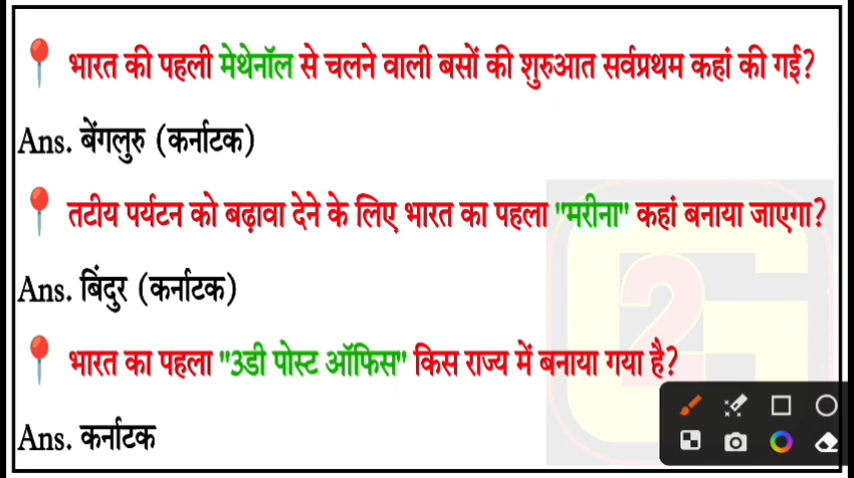 भारत की पहली मेथेनॉल से चलने वाली बसों की शुरुआत सर्वप्रथम कहां की गई?
Ans. बेंगलुरु (कर्नाटक)
तटीय पर्यटन को बढ़ावा देने के लिए भारत का पहला "मरीना" कहां बनाया जाएगा?
Ans. बिंदुर (कर्नाटक)
भारत का पहला "3डी पोस्ट ऑफिस" किस राज्य में बनाया गया है?
Ans. कर्नाटक